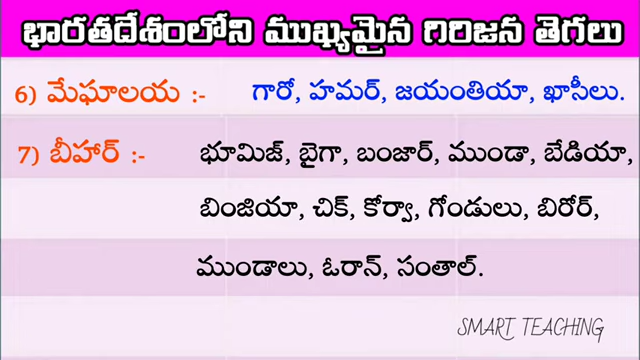 భారతదేశంలోని ముఖ్యమైన గిరిజన తెగలు
6) మేఘాలయ :- గారో, హమర్, జయంతియా, ఖాసీలు.
7) బీహార్ :- భూమిజ్, బైగా, బంజార్, ముండా, బేడియా,
బింజియా, చిక్, కోర్వా, గోండులు, బిరోర్,
ముండాలు, ఓరాన్, సంతాల్.
SMART TEACHING